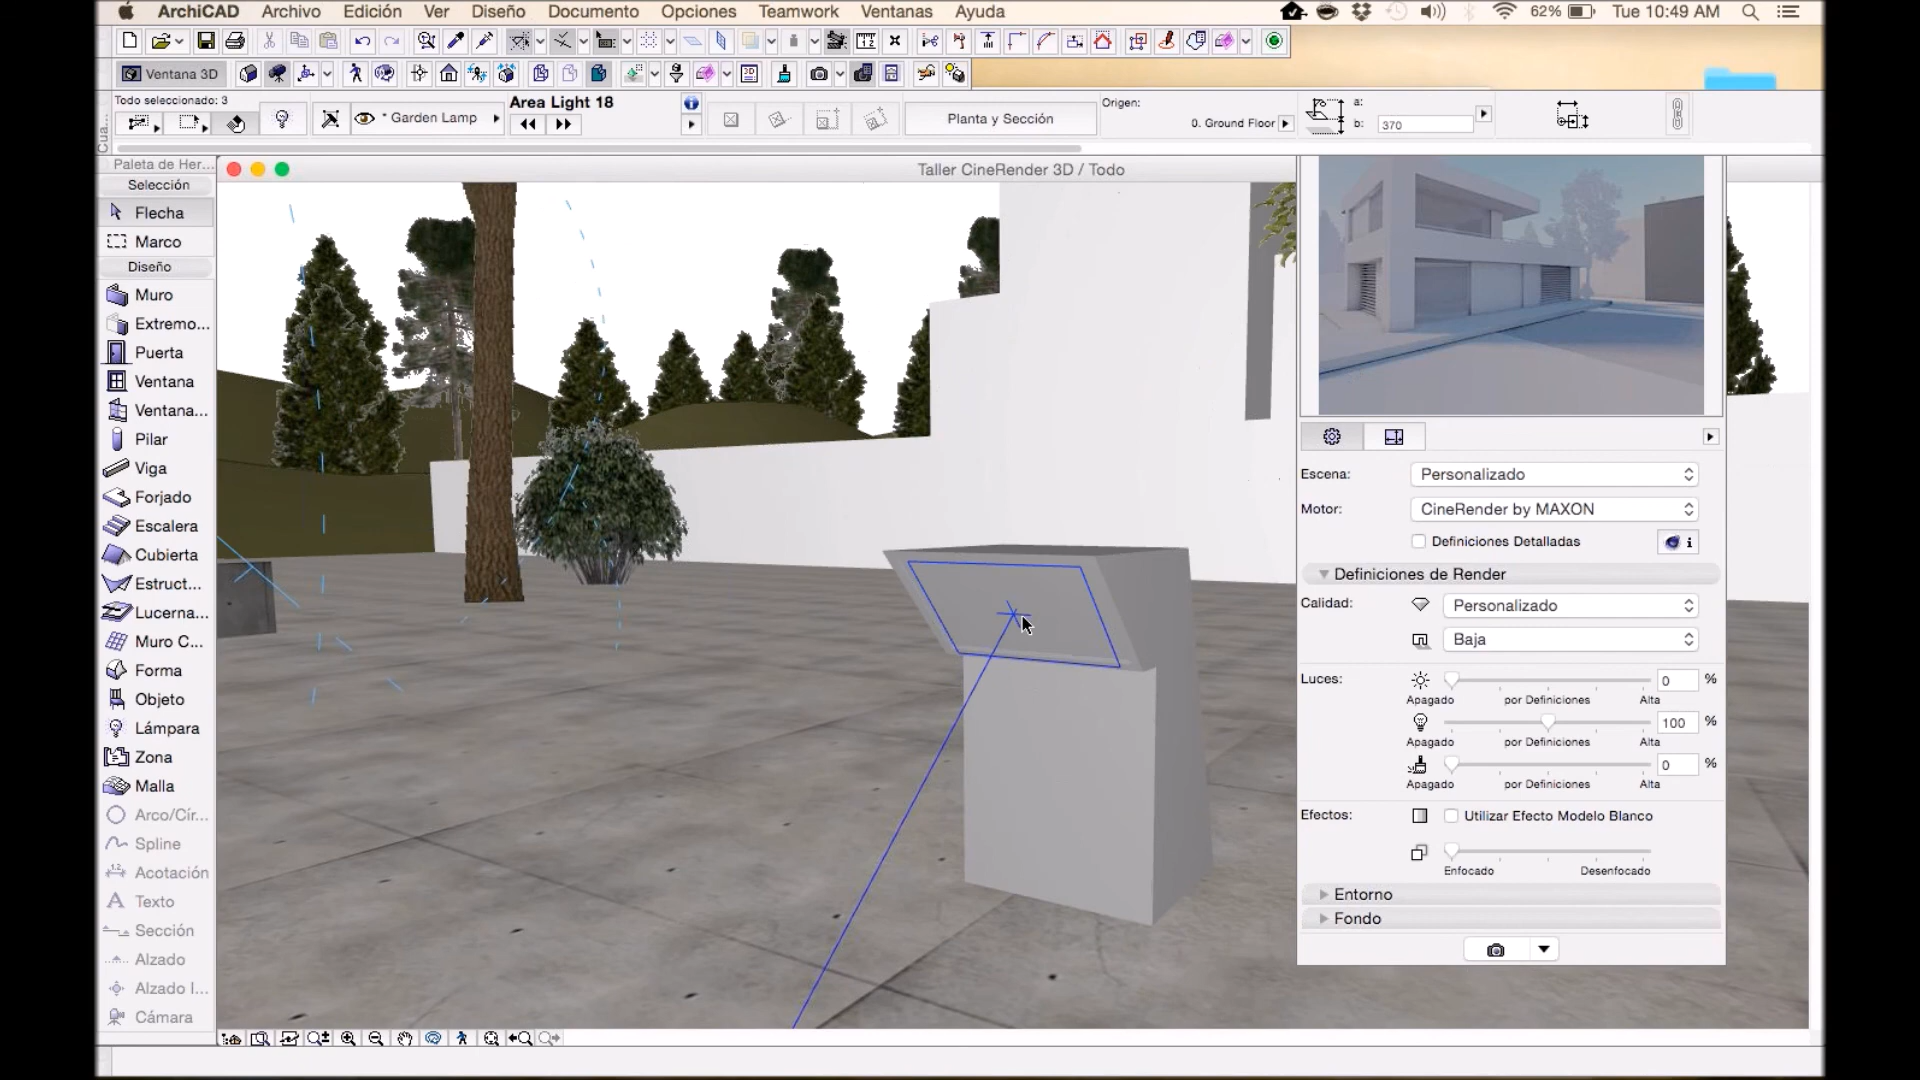 ArchiCAD Archivo Edición Ver Diseño Documento Opciones Teamwork Ventanas Ayuda 62% Tue 10:49 AM
Ventana 3D
Todo seleccionado: 3
* Garden Lamp
Area Light 18
Planta y Sección
Origen:
0. Ground Floor
a:
b: 370
Cua...
Paleta de Her...
Taller CineRender 3D / Todo
Selección
Flecha
Marco
Diseño
Muro
Extremo...
Puerta
Ventana
Ventana...
Pilar
Viga
Forjado
Escalera
Cubierta
Estruct...
Lucerna...
Muro C...
Forma
Objeto
Lámpara
Zona
Malla
Arco/Cír...
Spline
Acotación
Texto
Sección
Alzado
Alzado I...
Cámara
Escena: Personalizado
Motor: CineRender by MAXON
Definiciones Detalladas
Definiciones de Render
Calidad: Personalizado
Baja
Luces: 0 %
Apagado por Definiciones Alta
100 %
Apagado por Definiciones Alta
0 %
Apagado por Definiciones Alta
Efectos: Utilizar Efecto Modelo Blanco
Enfocado Desenfocado
Entorno
Fondo